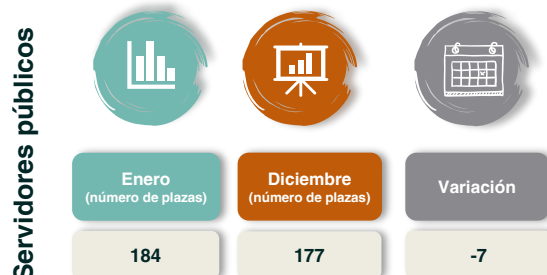 Servidores públicos
Enero
(número de plazas)
Diciembre
(número de plazas)
Variación
184
177
-7